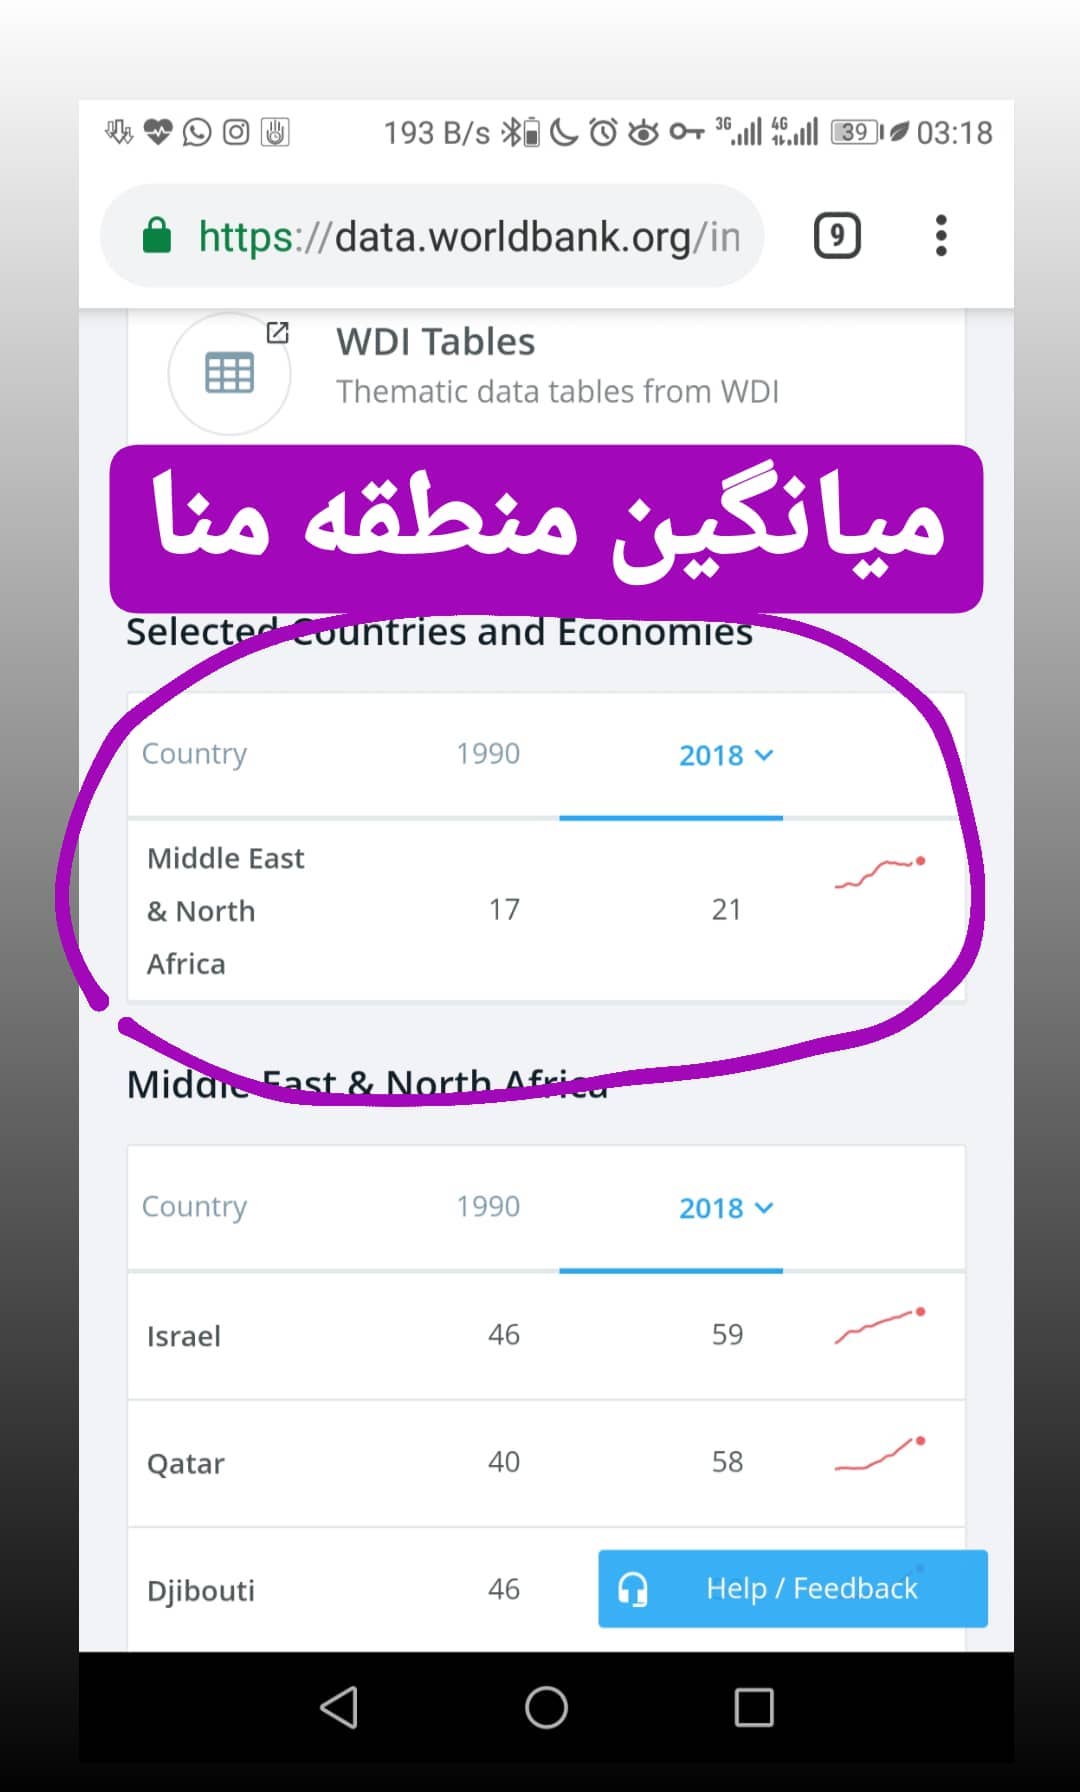 193 B/s 3G 4G 39 03:18
https://data.worldbank.org/in
9
WDI Tables
Thematic data tables from WDI
میانگین منطقه منا
Selected Countries and Economies
Country 1990 2018
Middle East
& North
Africa
17 21
Middle East & North Africa
Country 1990 2018
Israel 46 59
Qatar 40 58
Djibouti 46
Help / Feedback